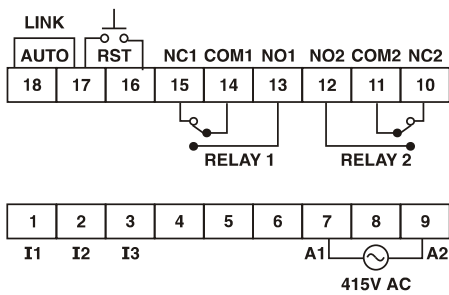 LINK
AUTO RST NC1 COM1 NO1 NO2 COM2 NC2
18 17 16 15 14 13 12 11 10
RELAY 1 RELAY 2
1 2 3 4 5 6 7 8 9
I1 I2 I3 A1 A2
415V AC